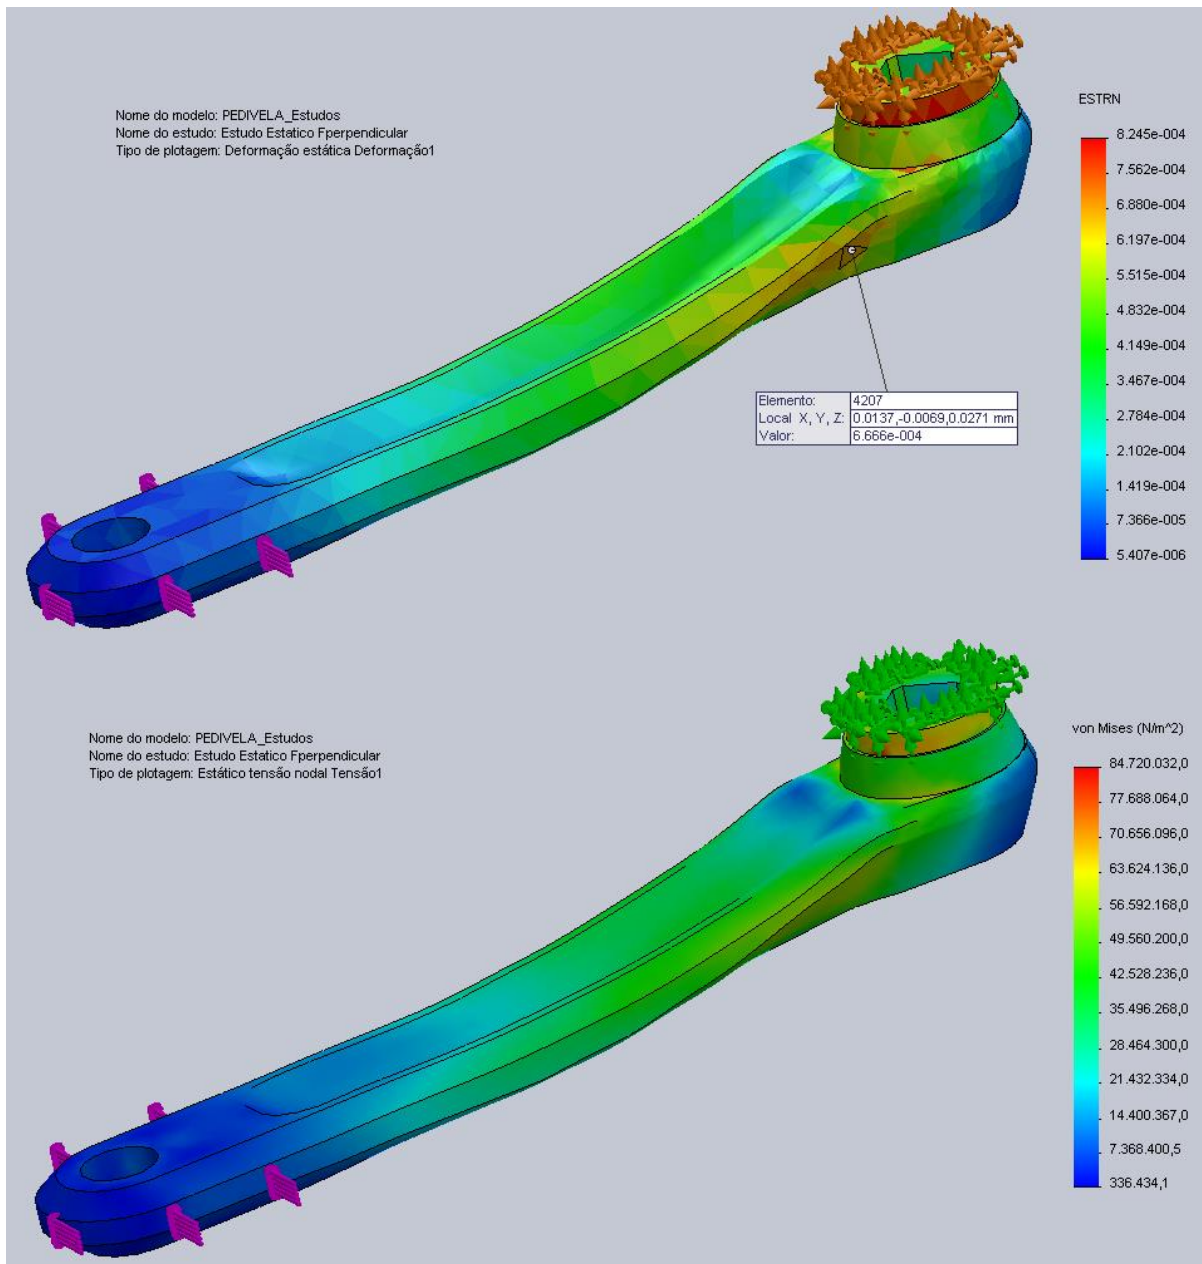 Nome do modelo: PEDIVELA_Estudos
Nome do estudo: Estudo Estatico Fperpendicular
Tipo de plotagem: Deformação estática Deformação1
ESTRN
8.245e-004
7.562e-004
6.880e-004
6.197e-004
5.515e-004
4.832e-004
4.149e-004
3.467e-004
2.784e-004
2.102e-004
1.419e-004
7.366e-005
5.407e-006
Elemento: 4207
Local X, Y, Z: 0.0137,-0.0069,0.0271 mm
Valor: 6.666e-004
Nome do modelo: PEDIVELA_Estudos
Nome do estudo: Estudo Estatico Fperpendicular
Tipo de plotagem: Estático tensão nodal Tensão1
von Mises (N/m^2)
84.720.032,0
77.688.064,0
70.656.096,0
63.624.136,0
56.592.168,0
49.560.200,0
42.528.236,0
35.496.268,0
28.464.300,0
21.432.334,0
14.400.367,0
7.368.400,5
336.434,1